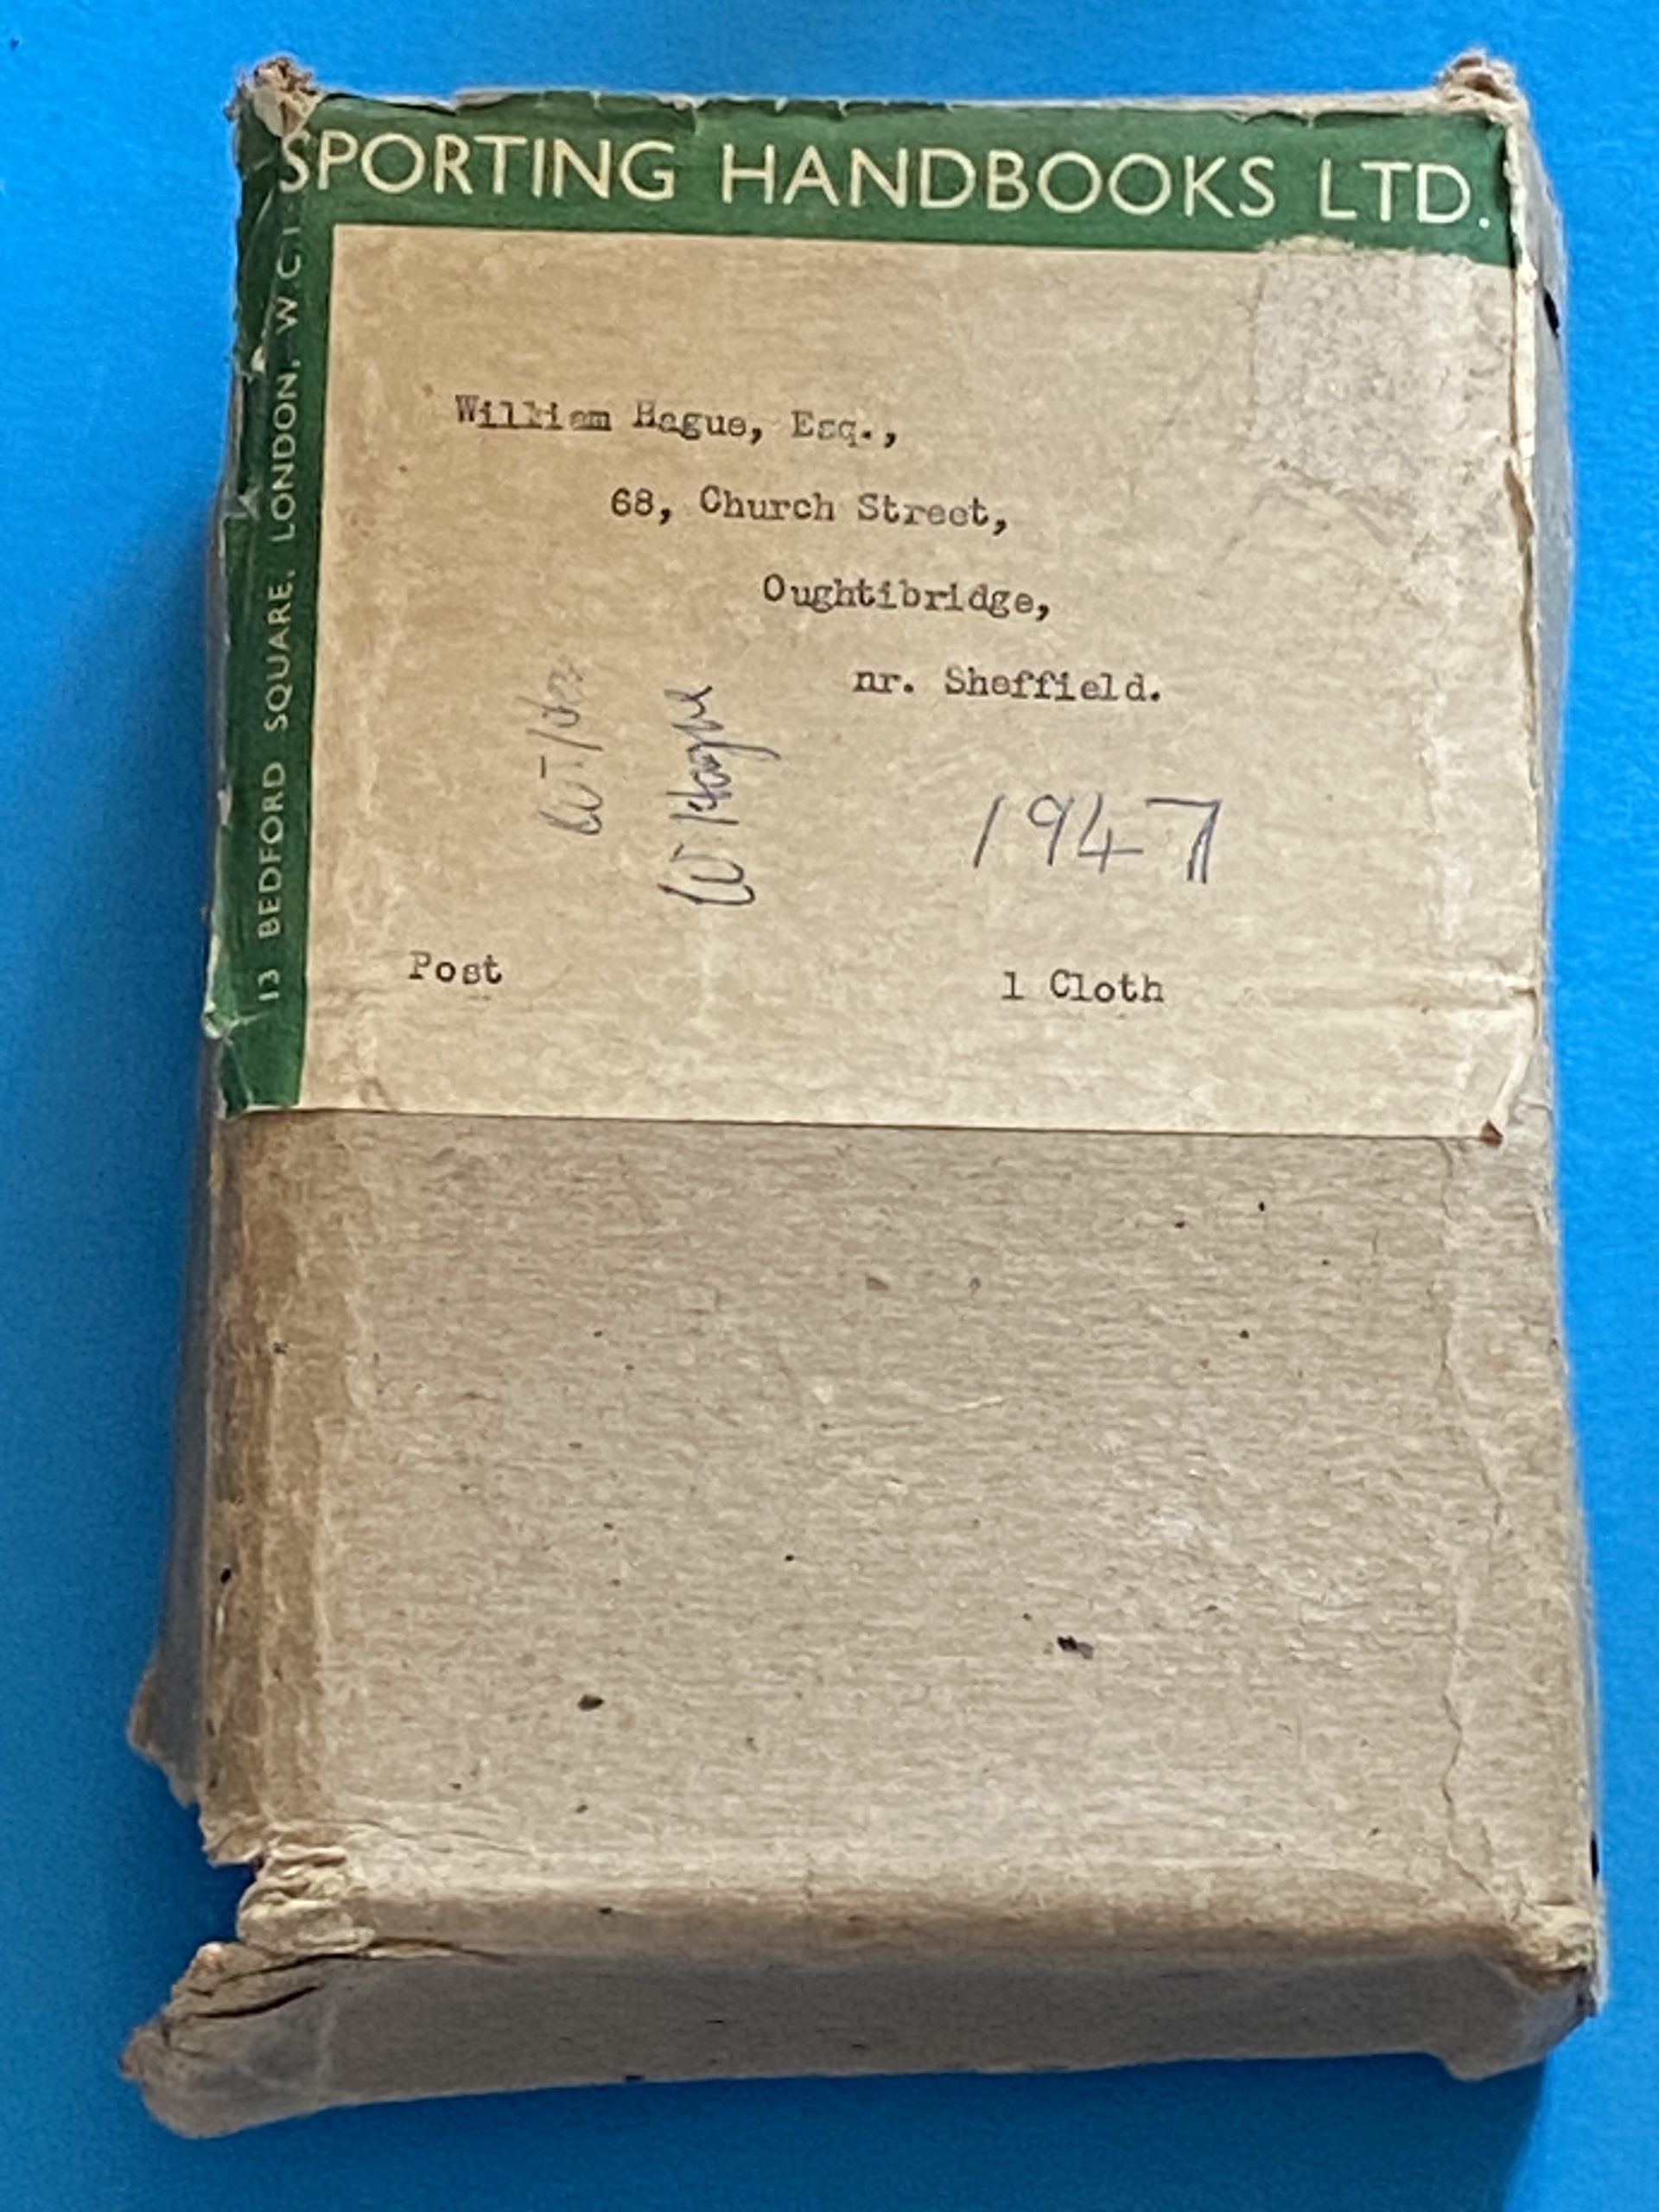 SPORTING HANDBOOKS LTD.
13 BEDFORD SQUARE, LONDON, W.C.1.
William Hague, Esq.,
68, Church Street,
Oughtibridge,
nr. Sheffield.
W Hague
1947
Post
1 Cloth